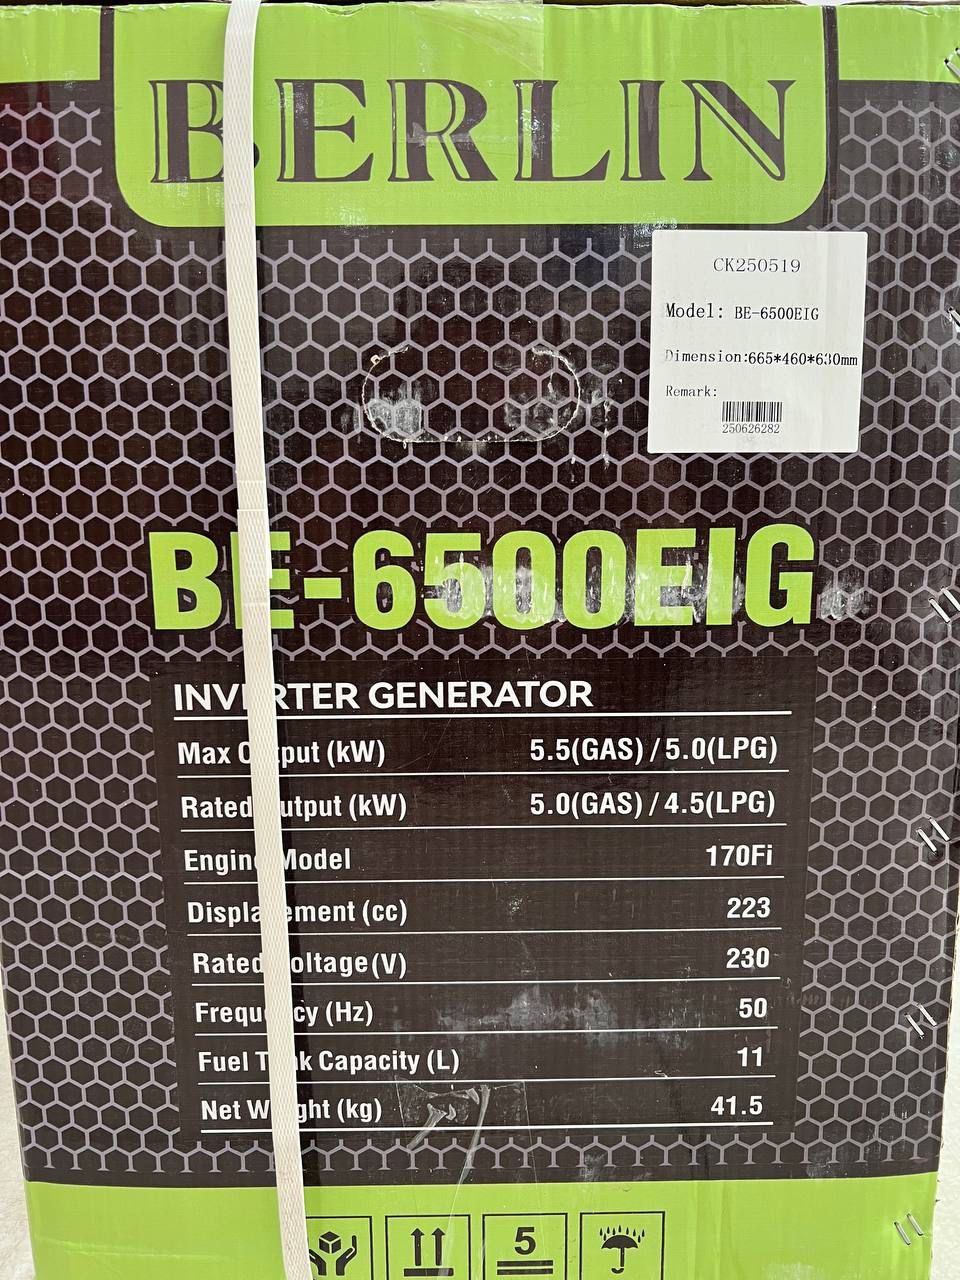 BERLIN
CK250519
Model: BE-6500EIG
Dimension:665*460*630mm
Remark:
250626282
BE-6500EIG
INVERTER GENERATOR
Max Output (kW) 5.5(GAS) / 5.0(LPG)
Rated Output (kW) 5.0(GAS) / 4.5(LPG)
Engine Model 170Fi
Displacement (cc) 223
Rated Voltage (V) 230
Frequency (Hz) 50
Fuel Tank Capacity (L) 11
Net Weight (kg) 41.5
5